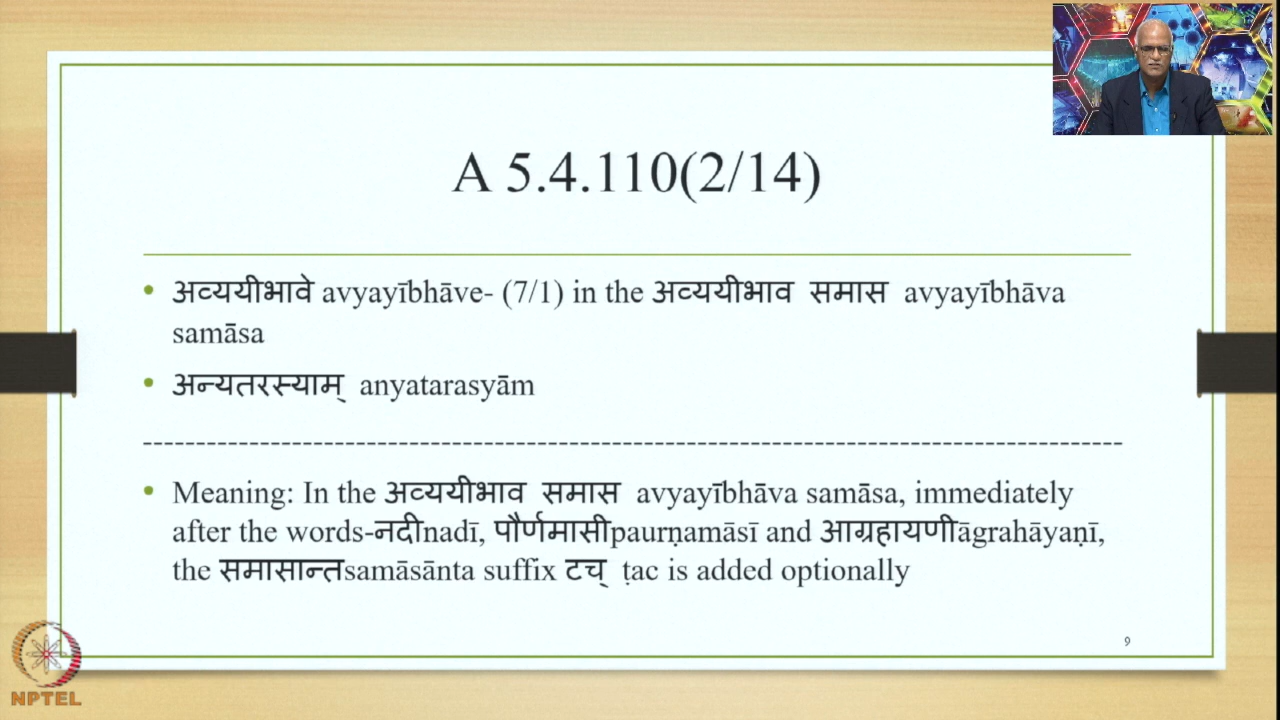 A 5.4.110(2/14)
• अव्ययीभावे avyayībhāve- (7/1) in the अव्ययीभाव समास avyayībhāva
samāsa
• अन्यतरस्याम् anyatarasyām
---------------------------------------------------------------------------------------------
• Meaning: In the अव्ययीभाव समास avyayībhāva samāsa, immediately
after the words-नदीnadī, पौर्णमासीpaurṇamāsī and आग्रहायणीāgrahāyaṇī,
the समासान्तsamāsānta suffix टच् ṭac is added optionally
9
NPTEL